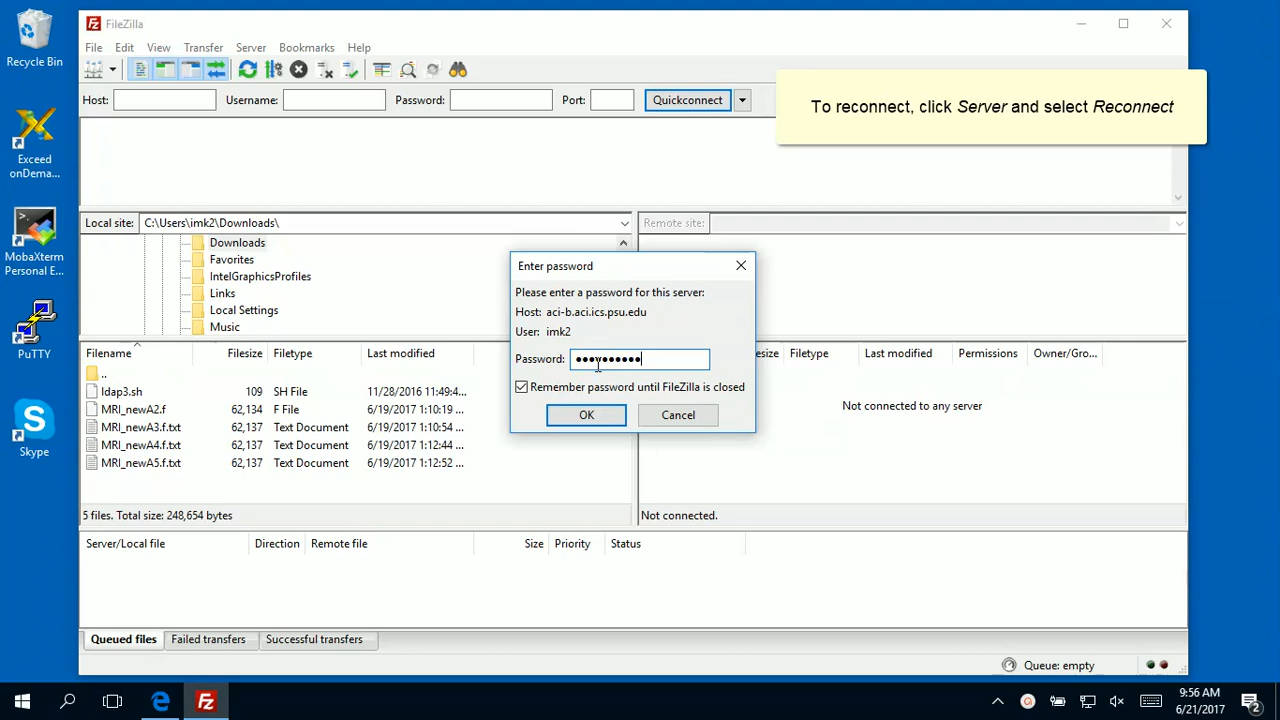 Recycle Bin
Exceed
onDema...
MobaXterm
Personal E...
PuTTY
Skype
FileZilla
File Edit View Transfer Server Bookmarks Help
Host: Username: Password: Port: Quickconnect
To reconnect, click Server and select Reconnect
Local site: C:\Users\imk2\Downloads\
Remote site:
Downloads
Favorites
IntelGraphicsProfiles
Links
Local Settings
Music
Enter password
Please enter a password for this server:
Host: aci-b.aci.ics.psu.edu
User: imk2
Password: ••••••••••
Remember password until FileZilla is closed
OK Cancel
Filename Filesize Filetype Last modified
..
ldap3.sh 109 SH File 11/28/2016 11:49:4...
MRI_newA2.f 62,134 F File 6/19/2017 1:10:19...
MRI_newA3.f.txt 62,137 Text Document 6/19/2017 1:10:54...
MRI_newA4.f.txt 62,137 Text Document 6/19/2017 1:12:44...
MRI_newA5.f.txt 62,137 Text Document 6/19/2017 1:12:52...
5 files. Total size: 248,654 bytes
esize Filetype Permissions Owner/Gro...
Not connected to any server
Not connected.
Server/Local file Direction Remote file Size Priority Status
Queued files Failed transfers Successful transfers
Queue: empty
9:56 AM
6/21/2017
2